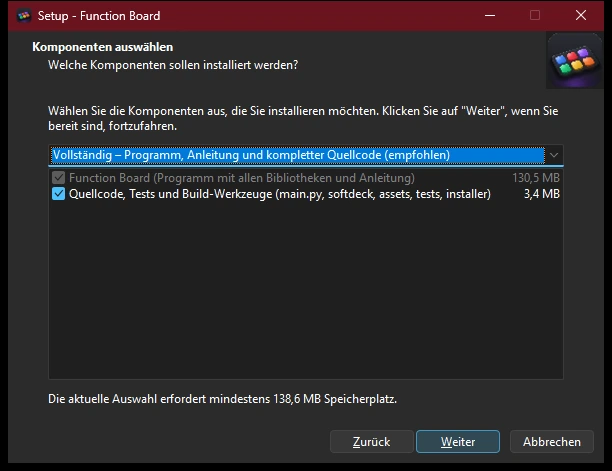 Setup - Function Board
Komponenten auswählen
Welche Komponenten sollen installiert werden?
Wählen Sie die Komponenten aus, die Sie installieren möchten. Klicken Sie auf "Weiter", wenn Sie
bereit sind, fortzufahren.
Vollständig – Programm, Anleitung und kompletter Quellcode (empfohlen)
Function Board (Programm mit allen Bibliotheken und Anleitung) 130,5 MB
Quellcode, Tests und Build-Werkzeuge (main.py, softdeck, assets, tests, installer) 3,4 MB
Die aktuelle Auswahl erfordert mindestens 138,6 MB Speicherplatz.
Zurück Weiter Abbrechen